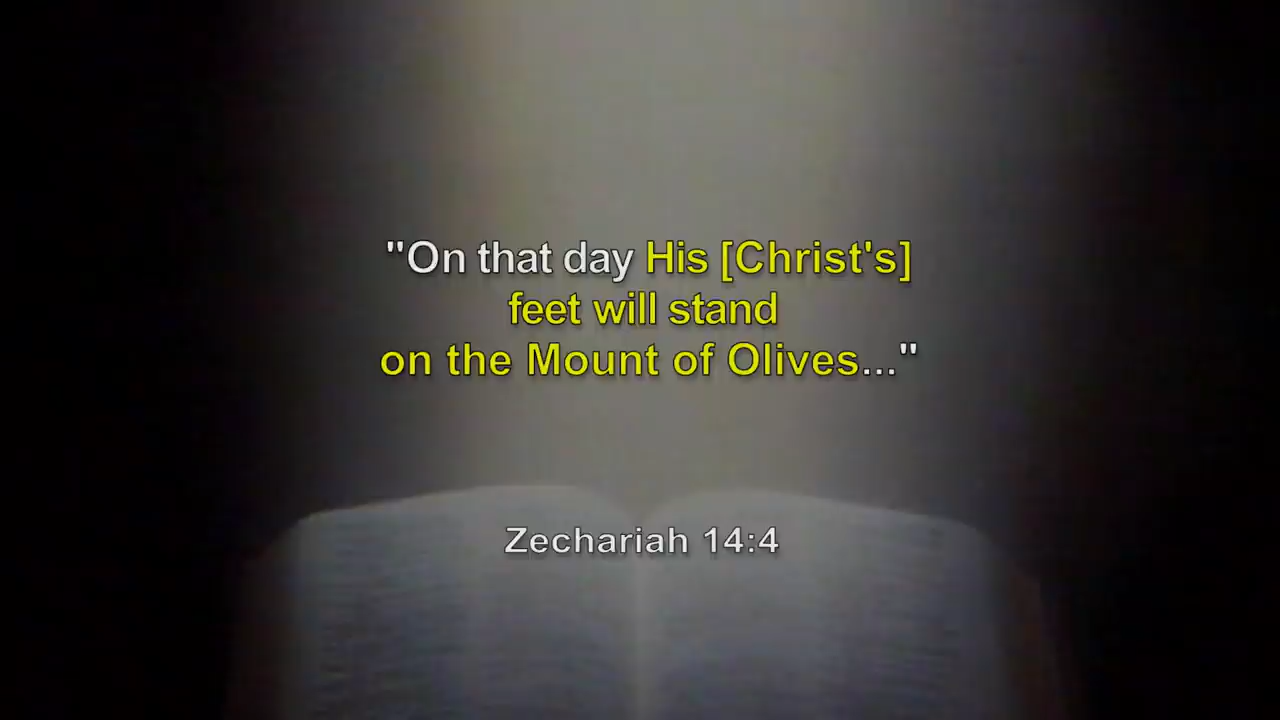 "On that day His [Christ's]
feet will stand
on the Mount of Olives..."
Zechariah 14:4